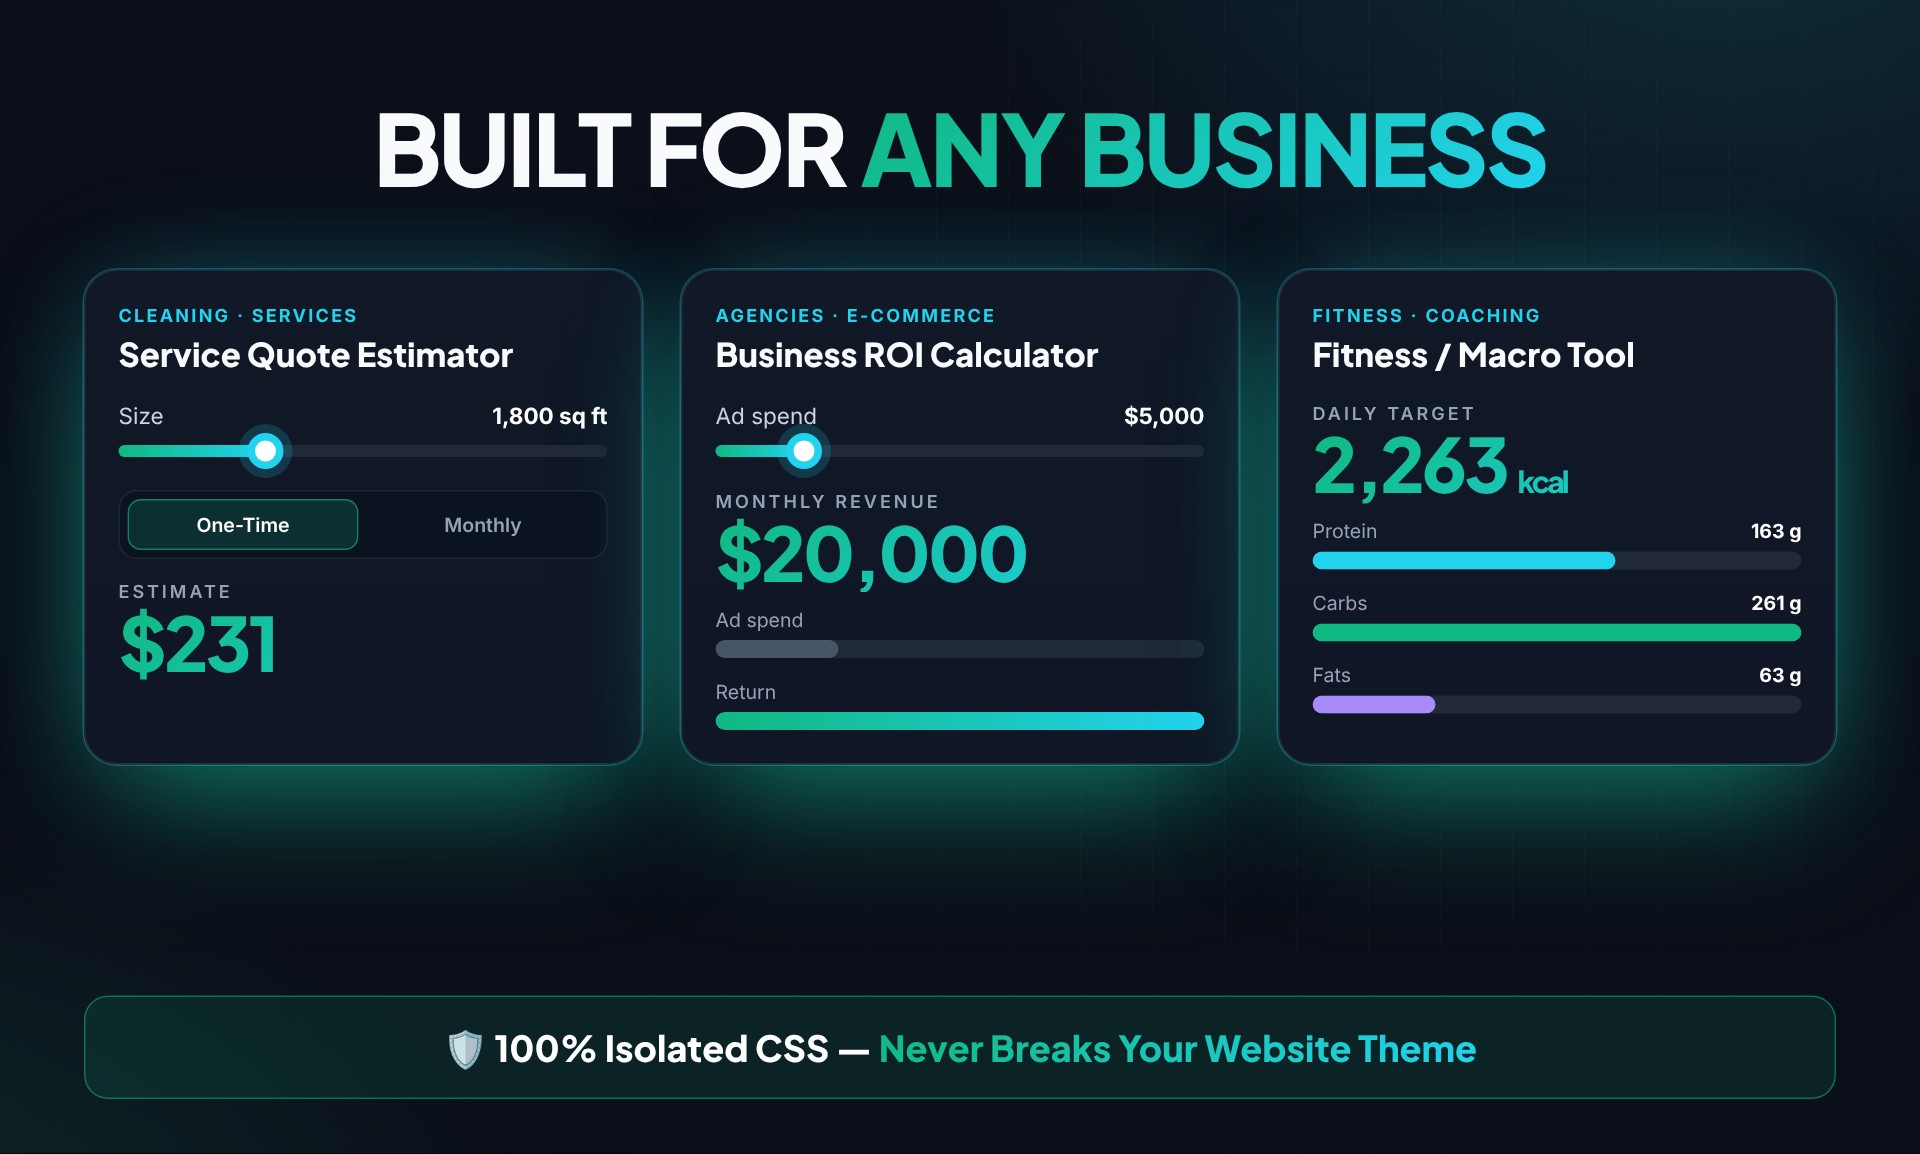 BUILT FOR ANY BUSINESS
CLEANING · SERVICES
Service Quote Estimator
Size 1,800 sq ft
One-Time Monthly
ESTIMATE
$231
AGENCIES · E-COMMERCE
Business ROI Calculator
Ad spend $5,000
MONTHLY REVENUE
$20,000
Ad spend
Return
FITNESS · COACHING
Fitness / Macro Tool
DAILY TARGET
2,263 kcal
Protein 163 g
Carbs 261 g
Fats 63 g
🛡️ 100% Isolated CSS — Never Breaks Your Website Theme